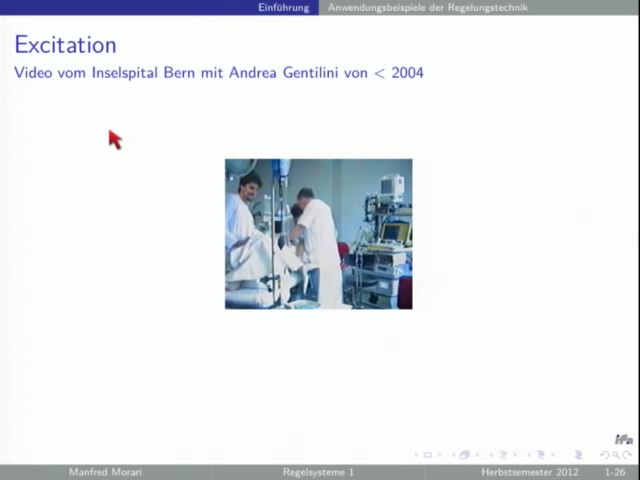 Einführung Anwendungsbeispiele der Regelungstechnik
Excitation
Video vom Inselspital Bern mit Andrea Gentilini von < 2004
ifa
Manfred Morari Regelsysteme 1 Herbstsemester 2012 1-26